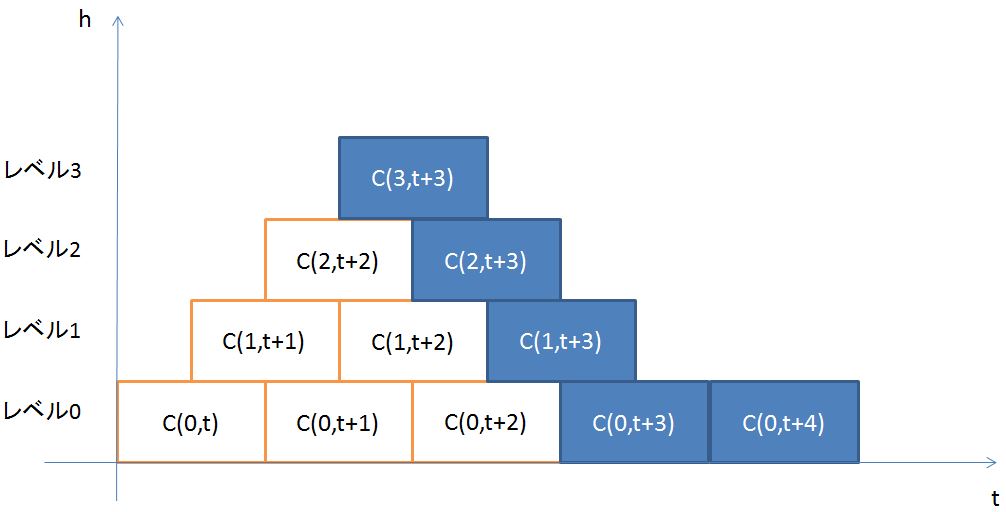 h
レベル3
C(3,t+3)
レベル2
C(2,t+2)
C(2,t+3)
レベル1
C(1,t+1)
C(1,t+2)
C(1,t+3)
レベル0
C(0,t)
C(0,t+1)
C(0,t+2)
C(0,t+3)
C(0,t+4)
t